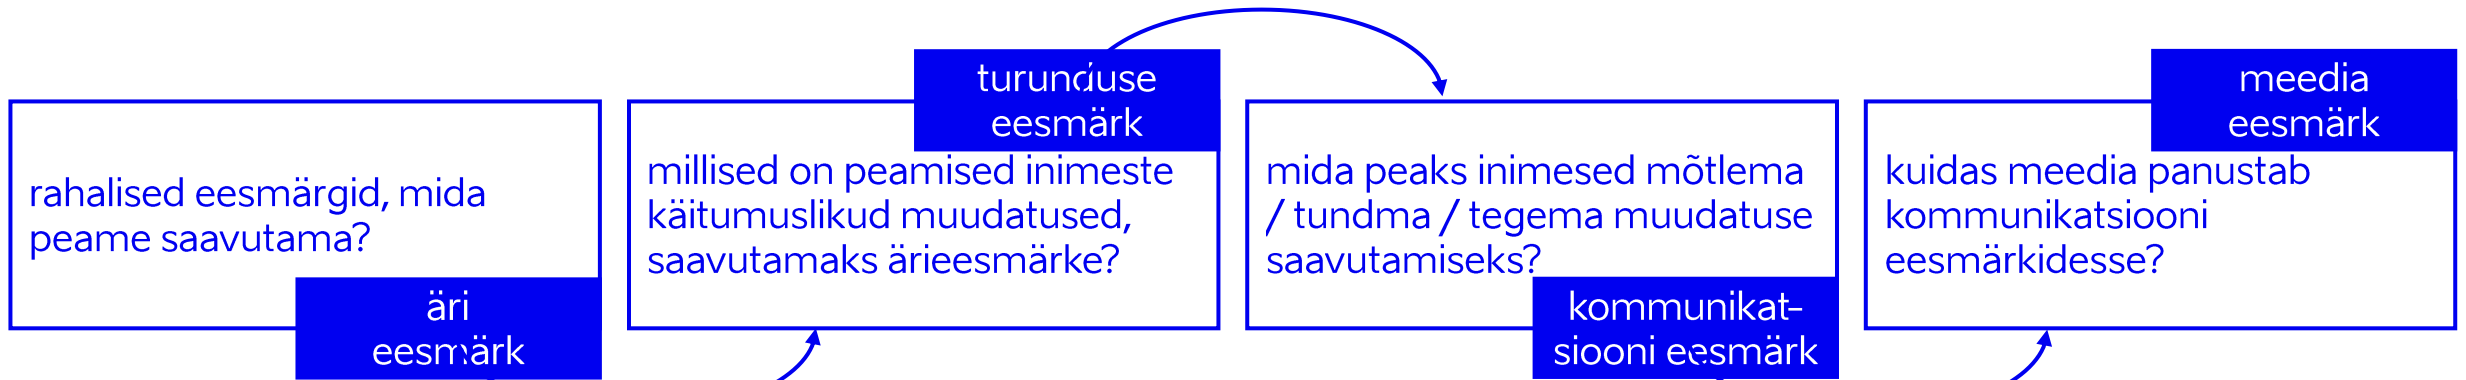 rahalised eesmärgid, mida
peame saavutama?
äri
eesmärk
turunduse
eesmärk
millised on peamised inimeste
käitumuslikud muudatused,
saavutamaks ärieesmärke?
mida peaks inimesed mõtlema
/ tundma / tegema muudatuse
saavutamiseks?
kommunikat-
siooni eesmärk
meedia
eesmärk
kuidas meedia panustab
kommunikatsiooni
eesmärkidesse?